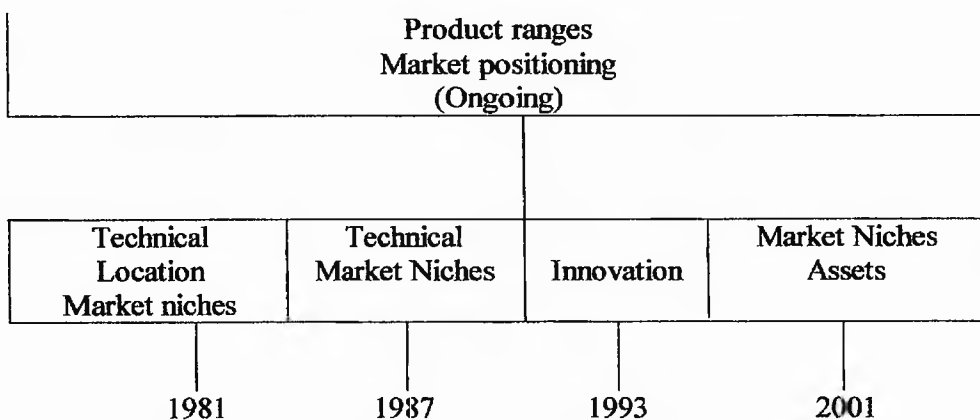 Product ranges
Market positioning
(Ongoing)
Technical
Location
Market niches
Technical
Market Niches
Innovation
Market Niches
Assets
1981
1987
1993
2001